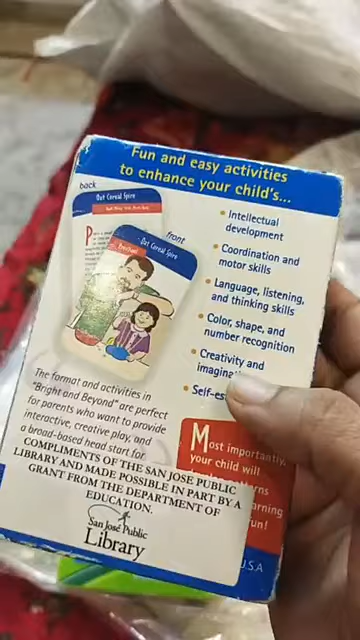 Fun and easy activities
to enhance your child's...
back
Oat Cereal Spire
front
Oat Cereal Spire
• Intellectual
development
• Coordination and
motor skills
• Language, listening,
and thinking skills
• Color, shape, and
number recognition
• Creativity and
• Self-es
The format and activities in
"Bright and Beyond" are perfect
for parents who want to provide
interactive, creative play, and
a broad-based head start for
COMPLIMENTS OF THE SAN JOSE PUBLIC
LIBRARY AND MADE POSSIBLE IN PART BY A
GRANT FROM THE DEPARTMENT OF
EDUCATION.
San José Public
Library
Most importantly,
your child will
rns
arning
un!
U.S.A